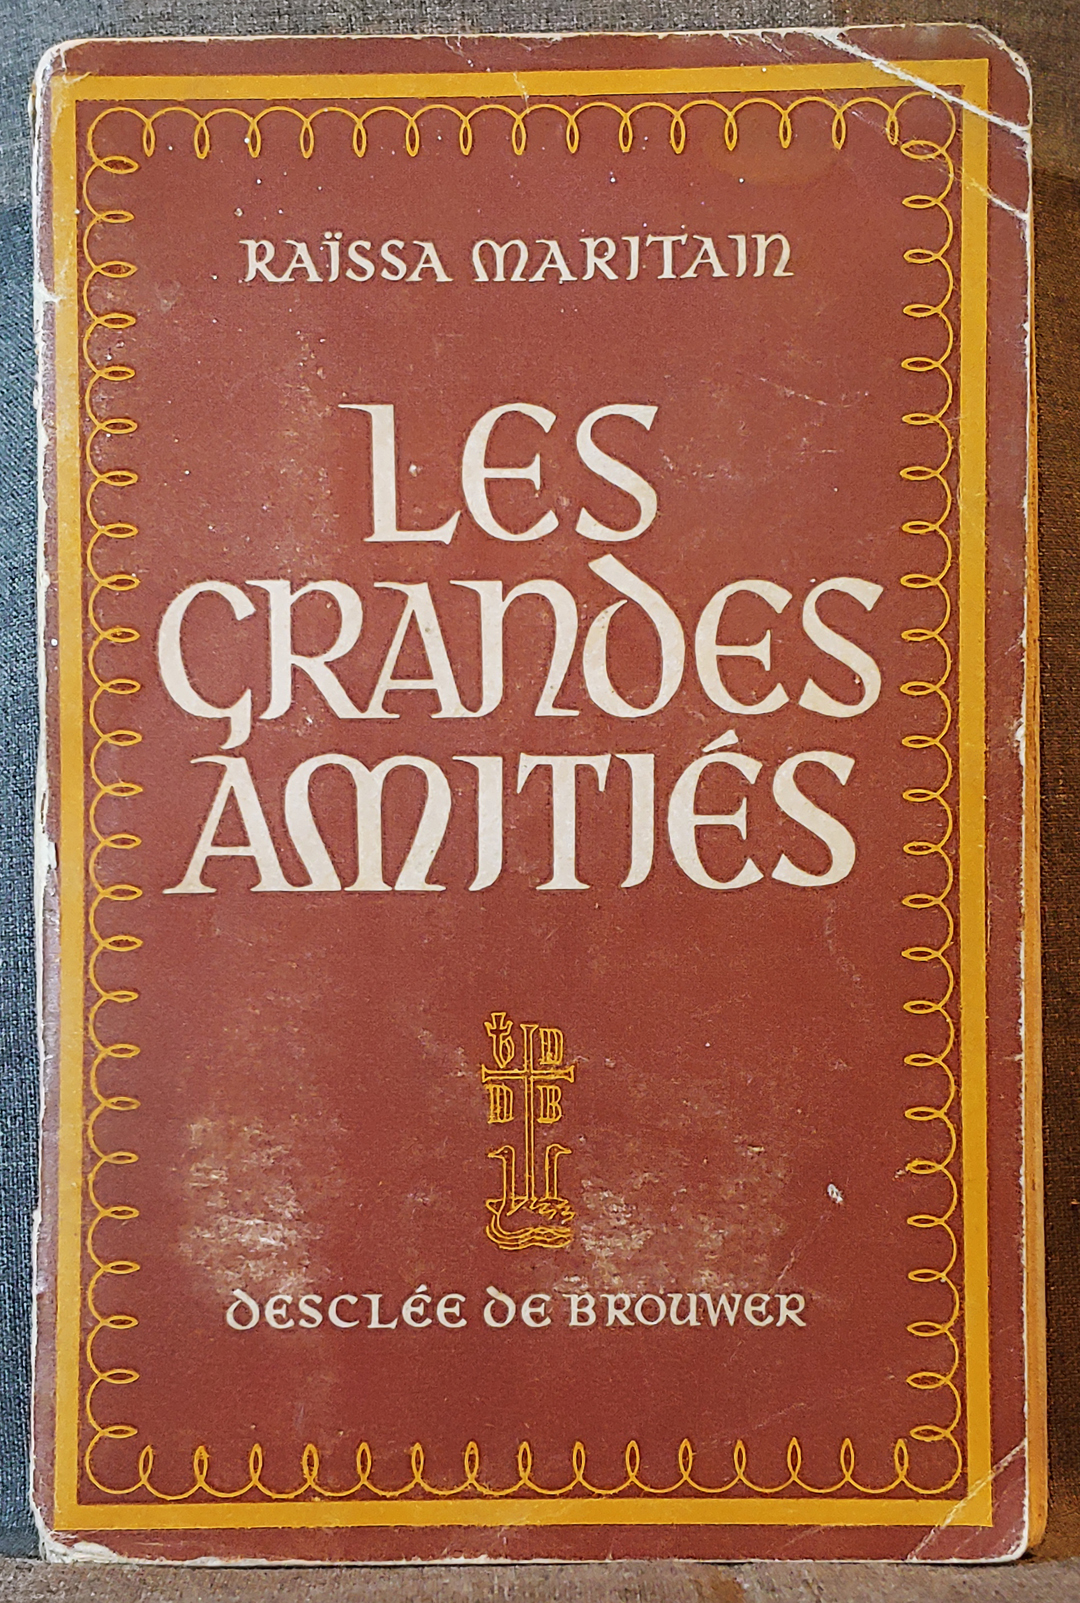 RAÏSSA MARITAIN
LES
GRANDES
AMITIÉS
D
D B
DESCLÉE DE BROUWER